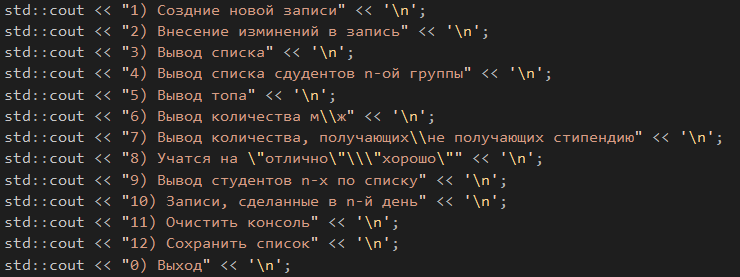 std::cout << "1) Создние новой записи" << '\n';
std::cout << "2) Внесение изминений в запись" << '\n';
std::cout << "3) Вывод списка" << '\n';
std::cout << "4) Вывод списка сдудентов n-ой группы" << '\n';
std::cout << "5) Вывод топа" << '\n';
std::cout << "6) Вывод количества м\\ж" << '\n';
std::cout << "7) Вывод количества, получающих\\не получающих стипендию" << '\n';
std::cout << "8) Учатся на \"отлично\"\\\"хорошо\"" << '\n';
std::cout << "9) Вывод студентов n-х по списку" << '\n';
std::cout << "10) Записи, сделанные в n-й день" << '\n';
std::cout << "11) Очистить консоль" << '\n';
std::cout << "12) Сохранить список" << '\n';
std::cout << "0) Выход" << '\n';